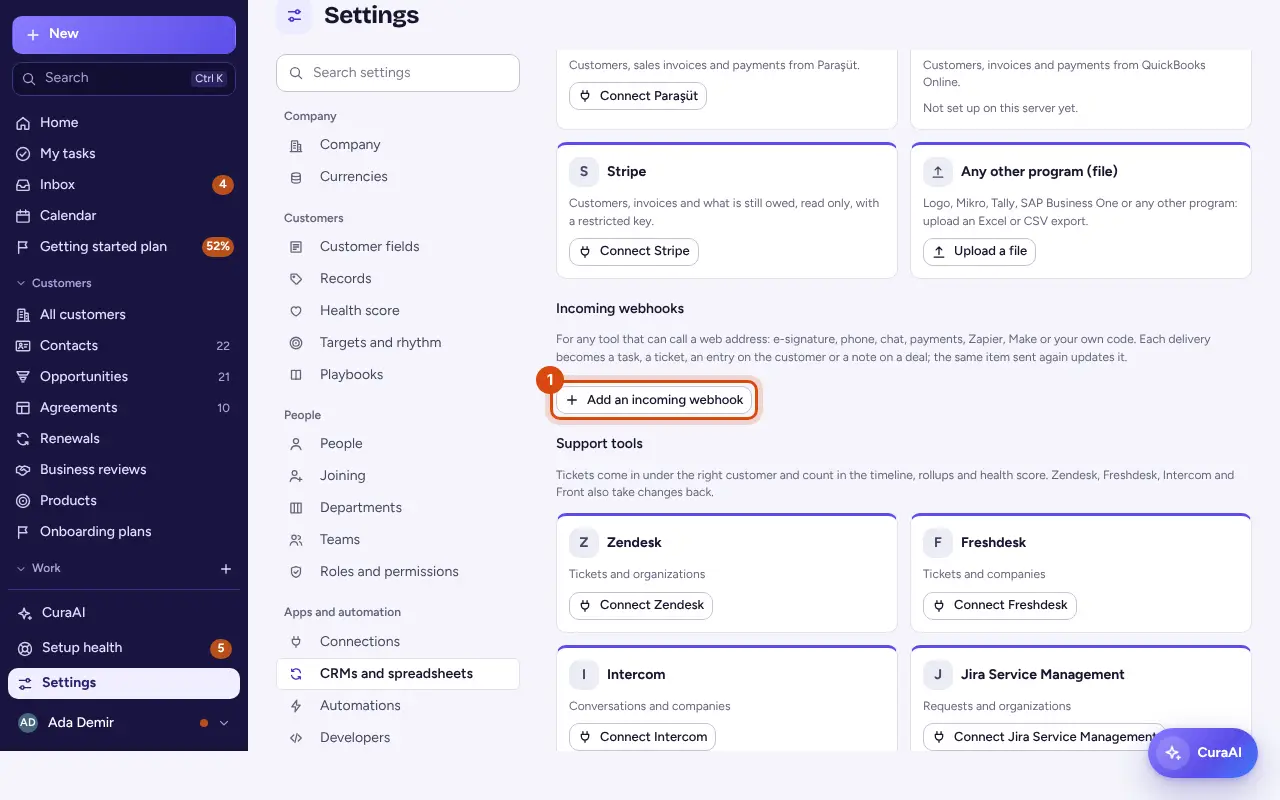 New
Search
Ctrl K
Home
My tasks
Inbox
4
Calendar
Getting started plan
52%
Customers
All customers
Contacts
22
Opportunities
21
Agreements
10
Renewals
Business reviews
Products
Onboarding plans
Work
CuraAI
Setup health
5
Settings
AD
Ada Demir
Settings
Search settings
Company
Company
Currencies
Customers
Customer fields
Records
Health score
Targets and rhythm
Playbooks
People
People
Joining
Departments
Teams
Roles and permissions
Apps and automation
Connections
CRMs and spreadsheets
Automations
Developers
Customers, sales invoices and payments from Paraşüt.
Connect Paraşüt
Customers, invoices and payments from QuickBooks
Online.
Not set up on this server yet.
S
Stripe
Customers, invoices and what is still owed, read only, with
a restricted key.
Connect Stripe
Any other program (file)
Logo, Mikro, Tally, SAP Business One or any other program:
upload an Excel or CSV export.
Upload a file
Incoming webhooks
For any tool that can call a web address: e-signature, phone, chat, payments, Zapier, Make or your own code. Each delivery
becomes a task, a ticket, an entry on the customer or a note on a deal; the same item sent again updates it.
1
Add an incoming webhook
Support tools
Tickets come in under the right customer and count in the timeline, rollups and health score. Zendesk, Freshdesk, Intercom and
Front also take changes back.
Z
Zendesk
Tickets and organizations
Connect Zendesk
F
Freshdesk
Tickets and companies
Connect Freshdesk
I
Intercom
Conversations and companies
Connect Intercom
J
Jira Service Management
Requests and organizations
Connect Jira Service Management
CuraAI